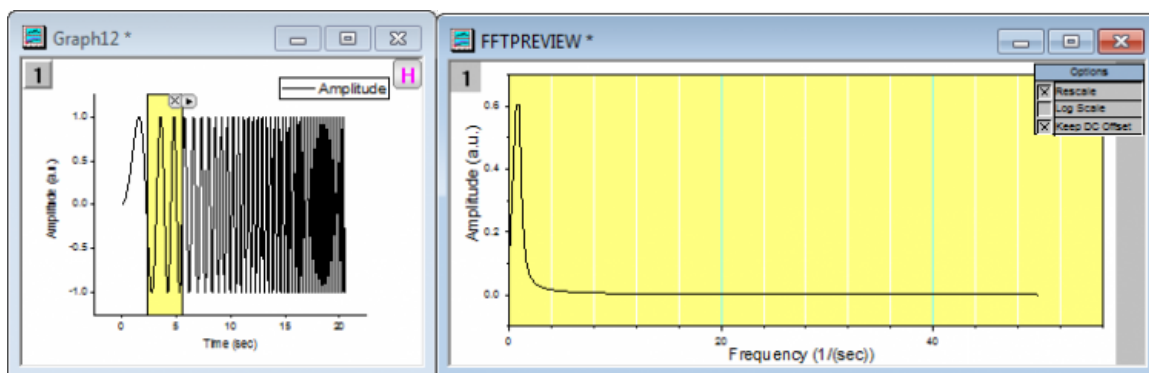 Graph12 *
1
H
Amplitude
1.0
0.5
0.0
-0.5
-1.0
Amplitude (a.u.)
0 5 10 15 20
Time (sec)
FFTPREVIEW *
1
Options
Rescale
Log Scale
Keep DC Offset
0.6
0.4
0.2
0.0
Amplitude (a.u.)
0 20 40
Frequency (1/(sec))